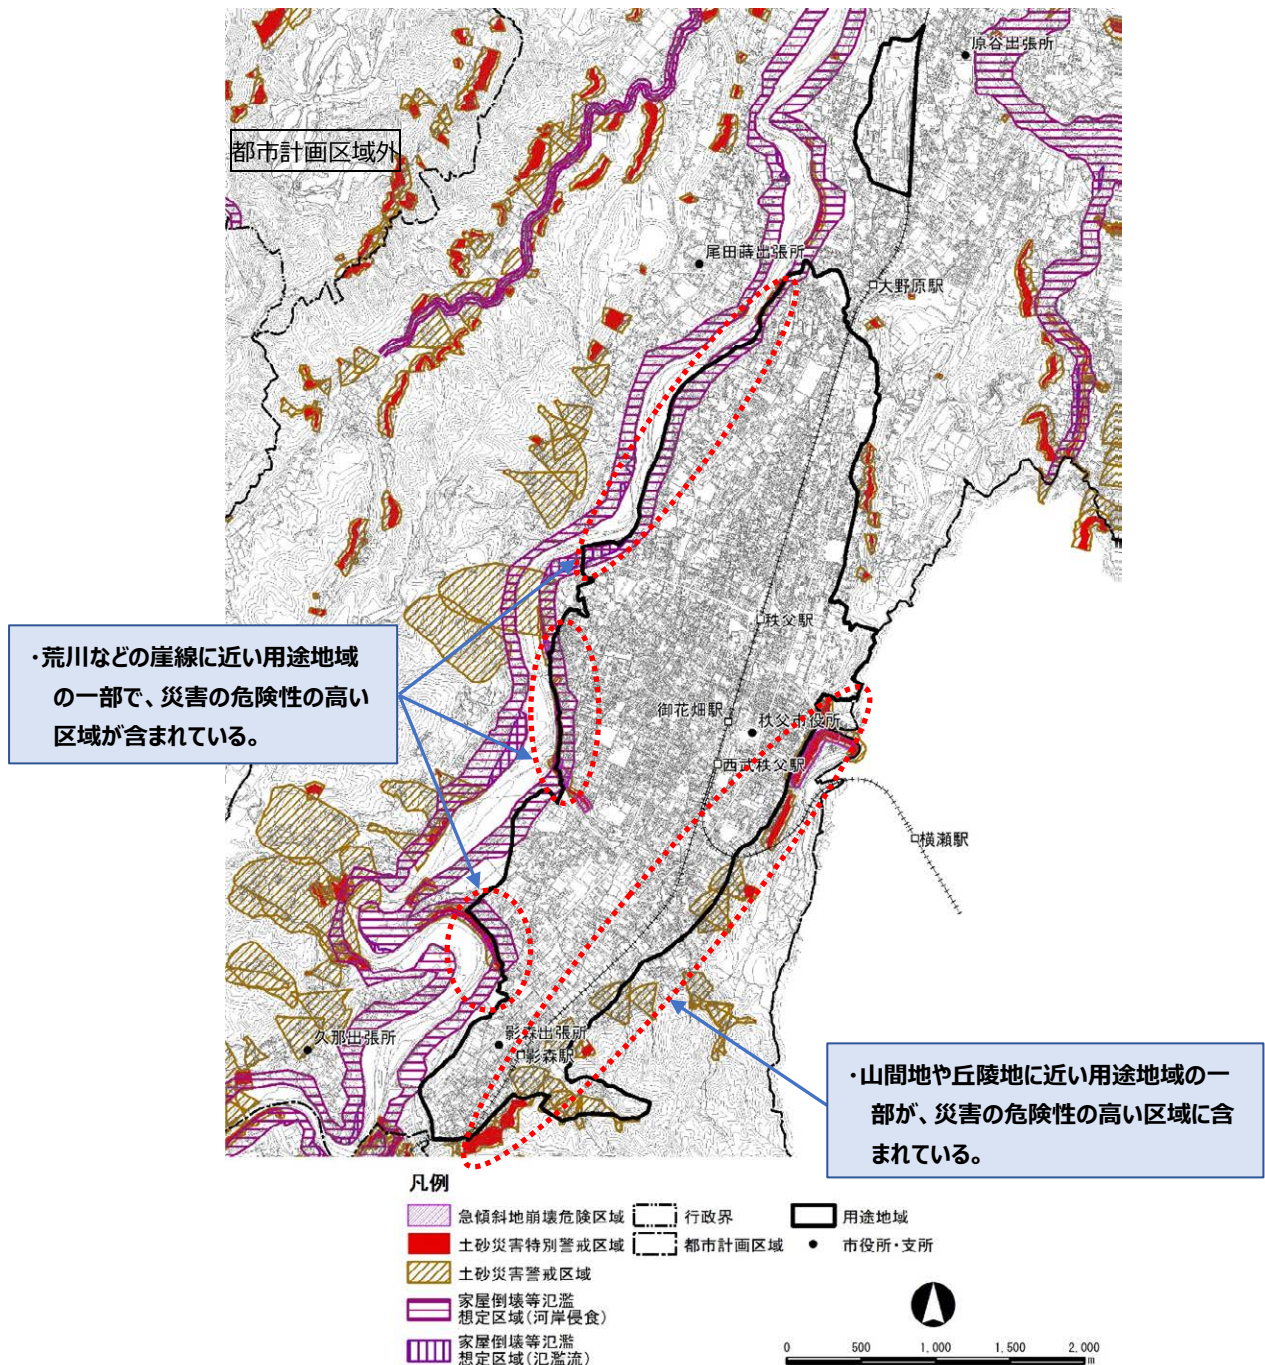 原谷出張所
都市計画区域外
尾田蒔出張所
大野原駅
秩父駅
・荒川などの崖線に近い用途地域
の一部で、災害の危険性の高い
区域が含まれている。
御花畑駅
秩父市役所
西武秩父駅
横瀬駅
久那出張所
影森出張所
影森駅
・山間地や丘陵地に近い用途地域の一
部が、災害の危険性の高い区域に含
まれている。
凡例
急傾斜地崩壊危険区域
行政界
用途地域
土砂災害特別警戒区域
都市計画区域
市役所・支所
土砂災害警戒区域
家屋倒壊等氾濫
想定区域(河岸侵食)
家屋倒壊等氾濫
想定区域(氾濫流)
0 500 1,000 1,500 2,000
m